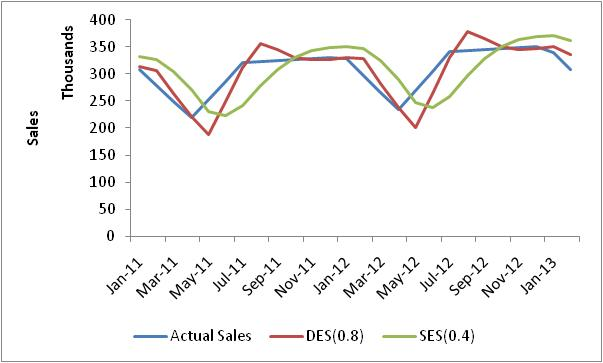 400
350
300
250
200
150
100
50
0
Thousands
Sales
Jan-11
Mar-11
May-11
Jul-11
Sep-11
Nov-11
Jan-12
Mar-12
May-12
Jul-12
Sep-12
Nov-12
Jan-13
Actual Sales DES(0.8) SES(0.4)